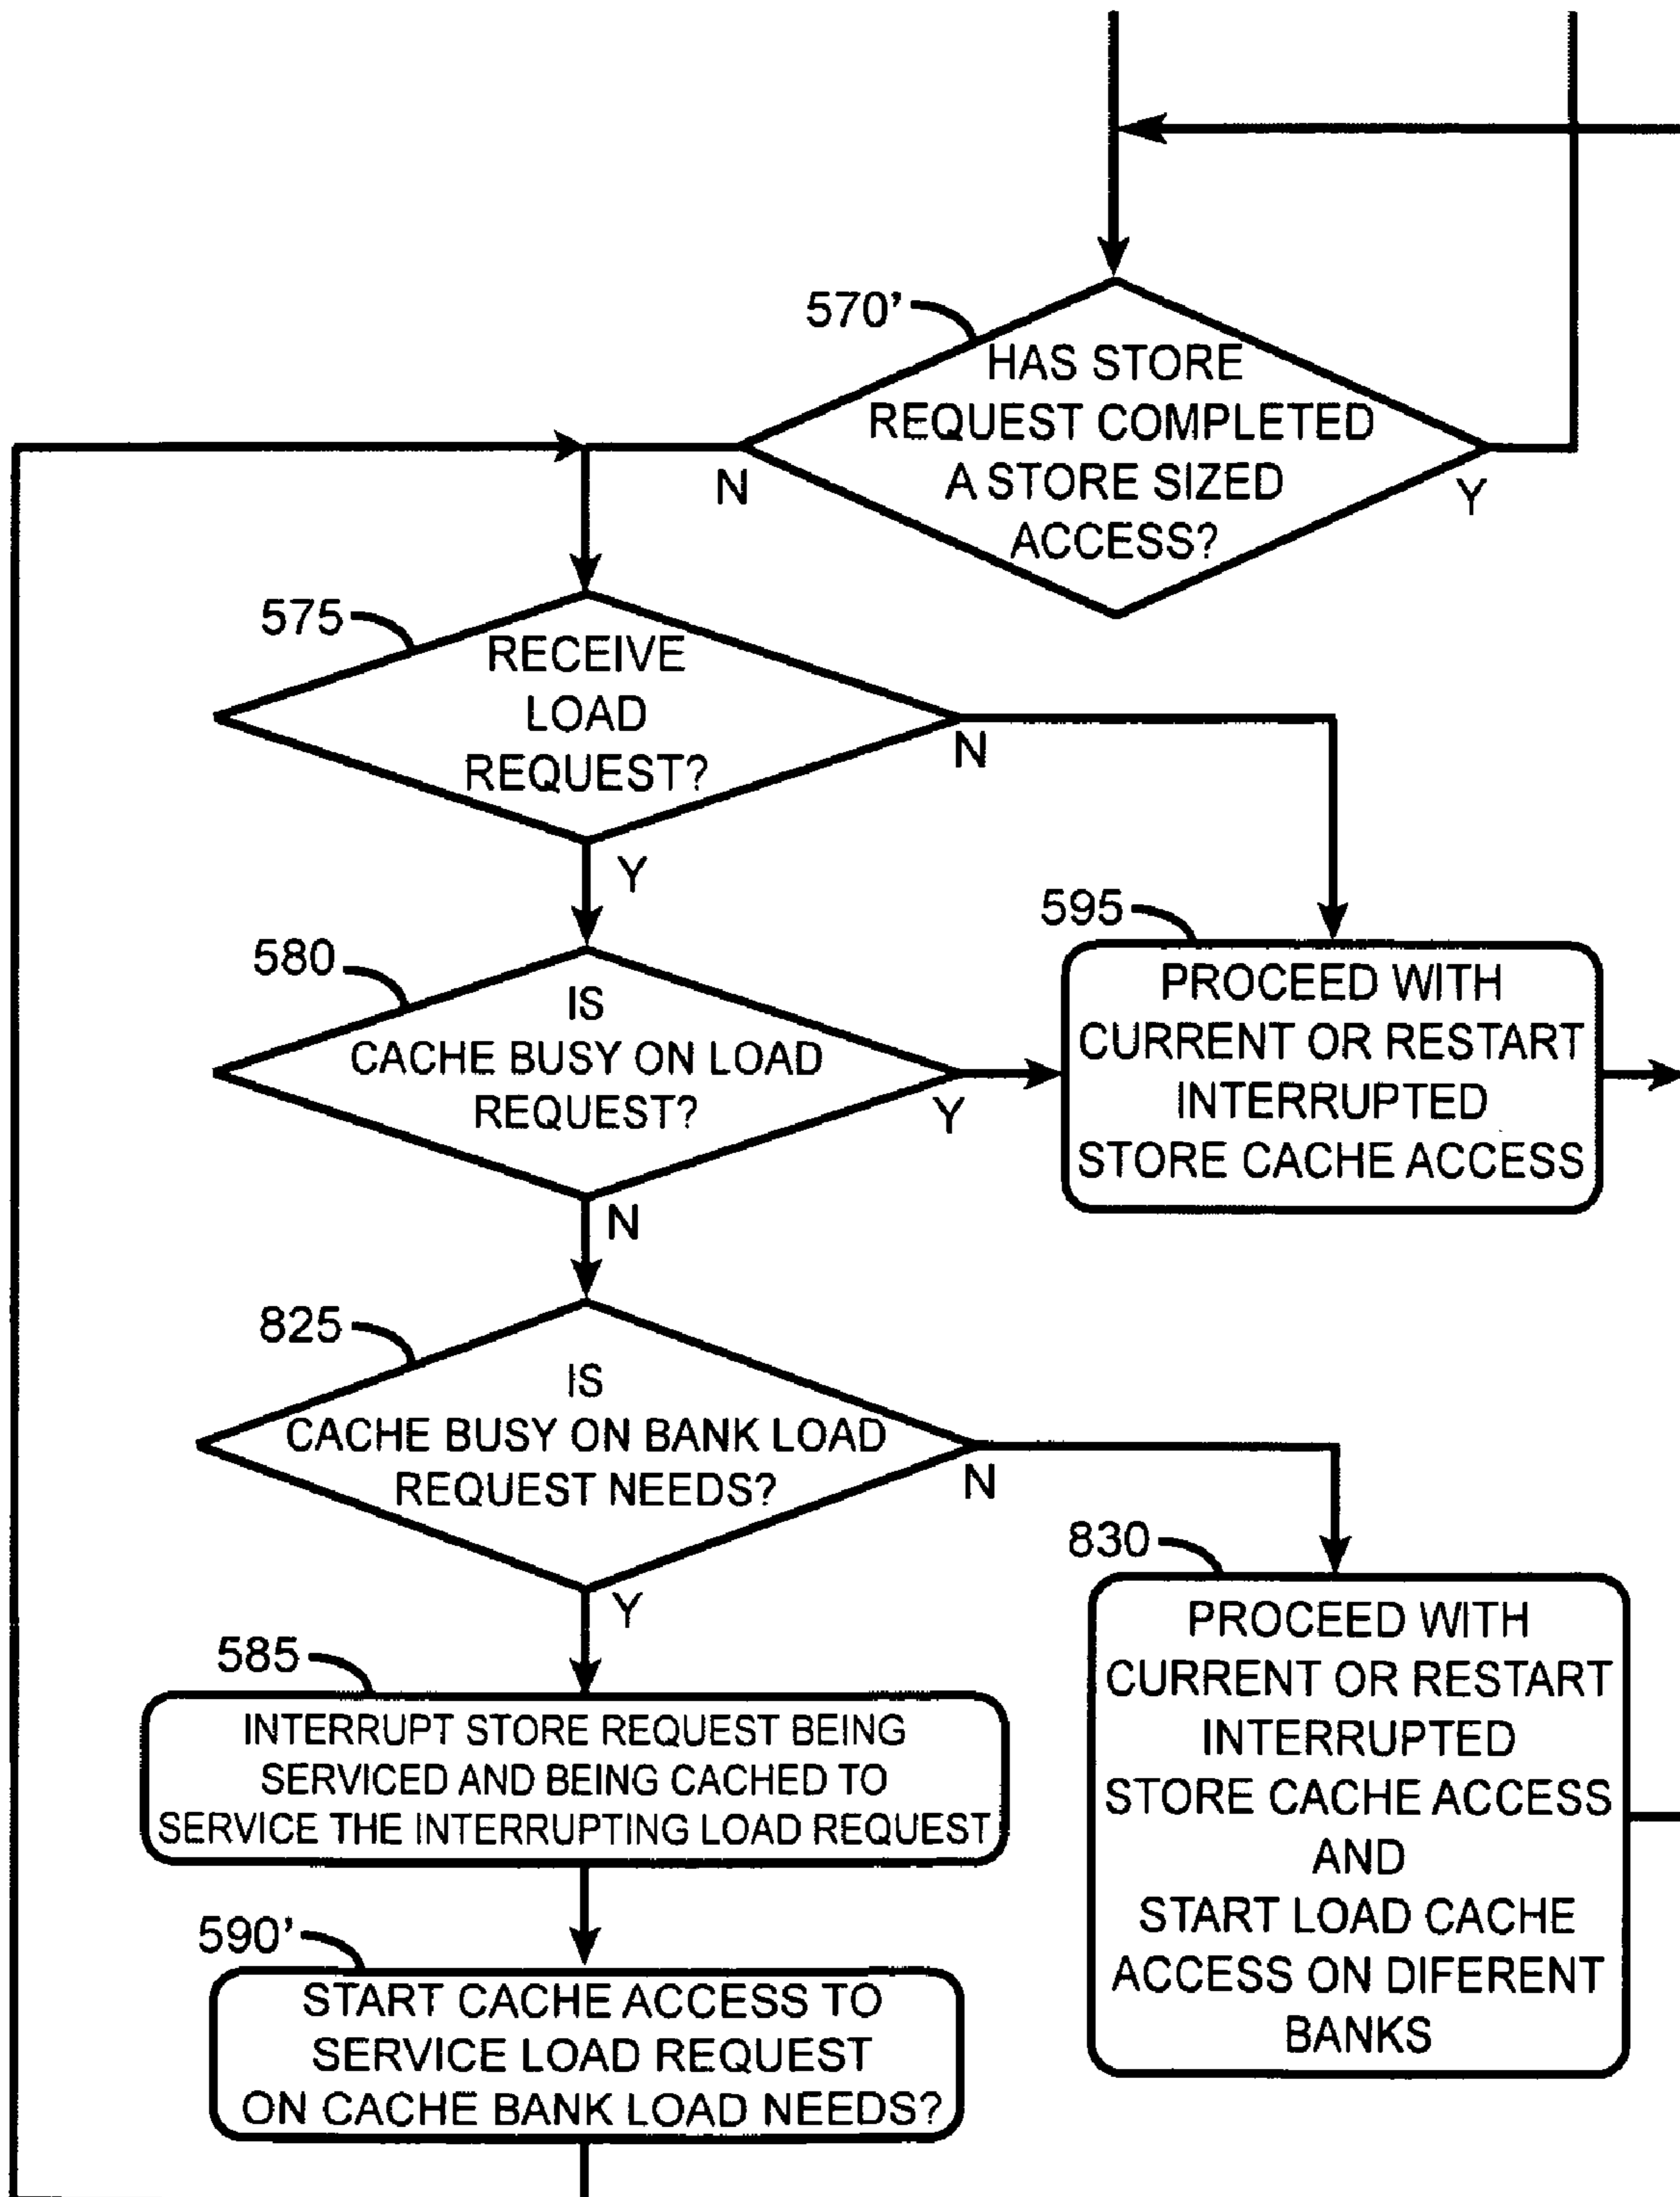 570'
HAS STORE
REQUEST COMPLETED
A STORE SIZED
ACCESS?
N
Y
575
RECEIVE
LOAD
REQUEST?
N
Y
580
IS
CACHE BUSY ON LOAD
REQUEST?
Y
N
595
PROCEED WITH
CURRENT OR RESTART
INTERRUPTED
STORE CACHE ACCESS
825
IS
CACHE BUSY ON BANK LOAD
REQUEST NEEDS?
N
Y
830
PROCEED WITH
CURRENT OR RESTART
INTERRUPTED
STORE CACHE ACCESS
AND
START LOAD CACHE
ACCESS ON DIFERENT
BANKS
585
INTERRUPT STORE REQUEST BEING
SERVICED AND BEING CACHED TO
SERVICE THE INTERRUPTING LOAD REQUEST
590'
START CACHE ACCESS TO
SERVICE LOAD REQUEST
ON CACHE BANK LOAD NEEDS?